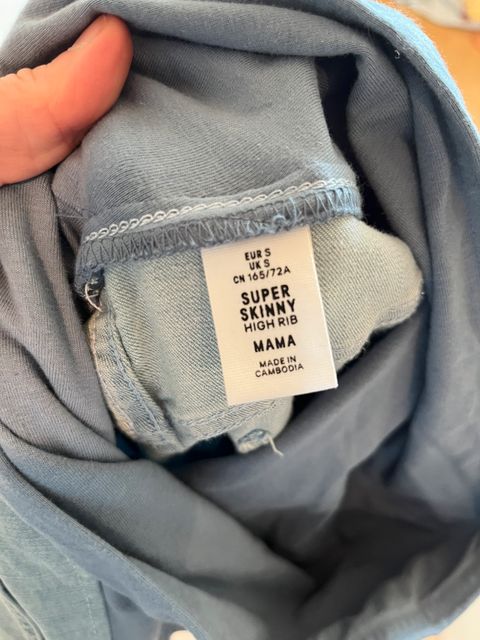 EUR S
UK S
CN 165/72A
SUPER
SKINNY
HIGH RIB
MAMA
MADE IN
CAMBODIA